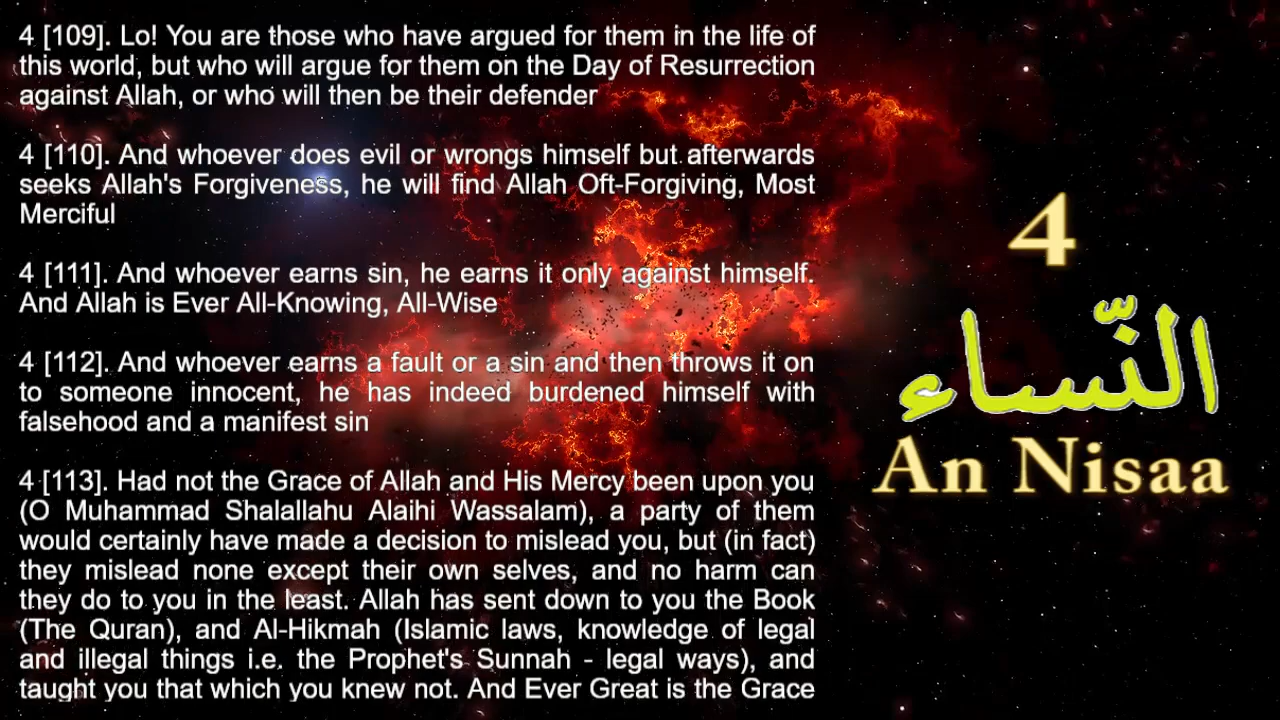 4 [109]. Lo! You are those who have argued for them in the life of
this world, but who will argue for them on the Day of Resurrection
against Allah, or who will then be their defender
4 [110]. And whoever does evil or wrongs himself but afterwards
seeks Allah's Forgiveness, he will find Allah Oft-Forgiving, Most
Merciful
4 [111]. And whoever earns sin, he earns it only against himself.
And Allah is Ever All-Knowing, All-Wise
4 [112]. And whoever earns a fault or a sin and then throws it on
to someone innocent, he has indeed burdened himself with
falsehood and a manifest sin
4 [113]. Had not the Grace of Allah and His Mercy been upon you
(O Muhammad Shalallahu Alaihi Wassalam), a party of them
would certainly have made a decision to mislead you, but (in fact)
they mislead none except their own selves, and no harm can
they do to you in the least. Allah has sent down to you the Book
(The Quran), and Al-Hikmah (Islamic laws, knowledge of legal
and illegal things i.e. the Prophet's Sunnah - legal ways), and
taught you that which you knew not. And Ever Great is the Grace
4
النّساء
An Nisaa